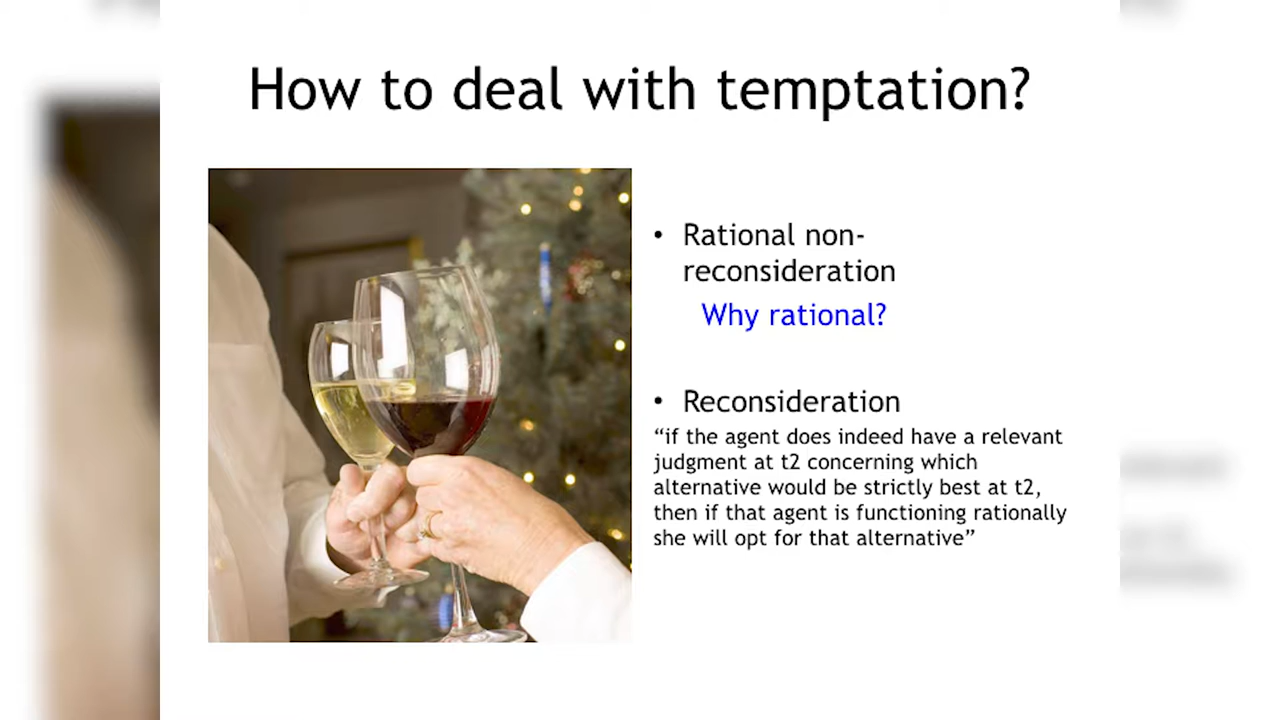 How to deal with temptation?
• Rational non-
reconsideration
Why rational?
• Reconsideration
“if the agent does indeed have a relevant
judgment at t2 concerning which
alternative would be strictly best at t2,
then if that agent is functioning rationally
she will opt for that alternative”